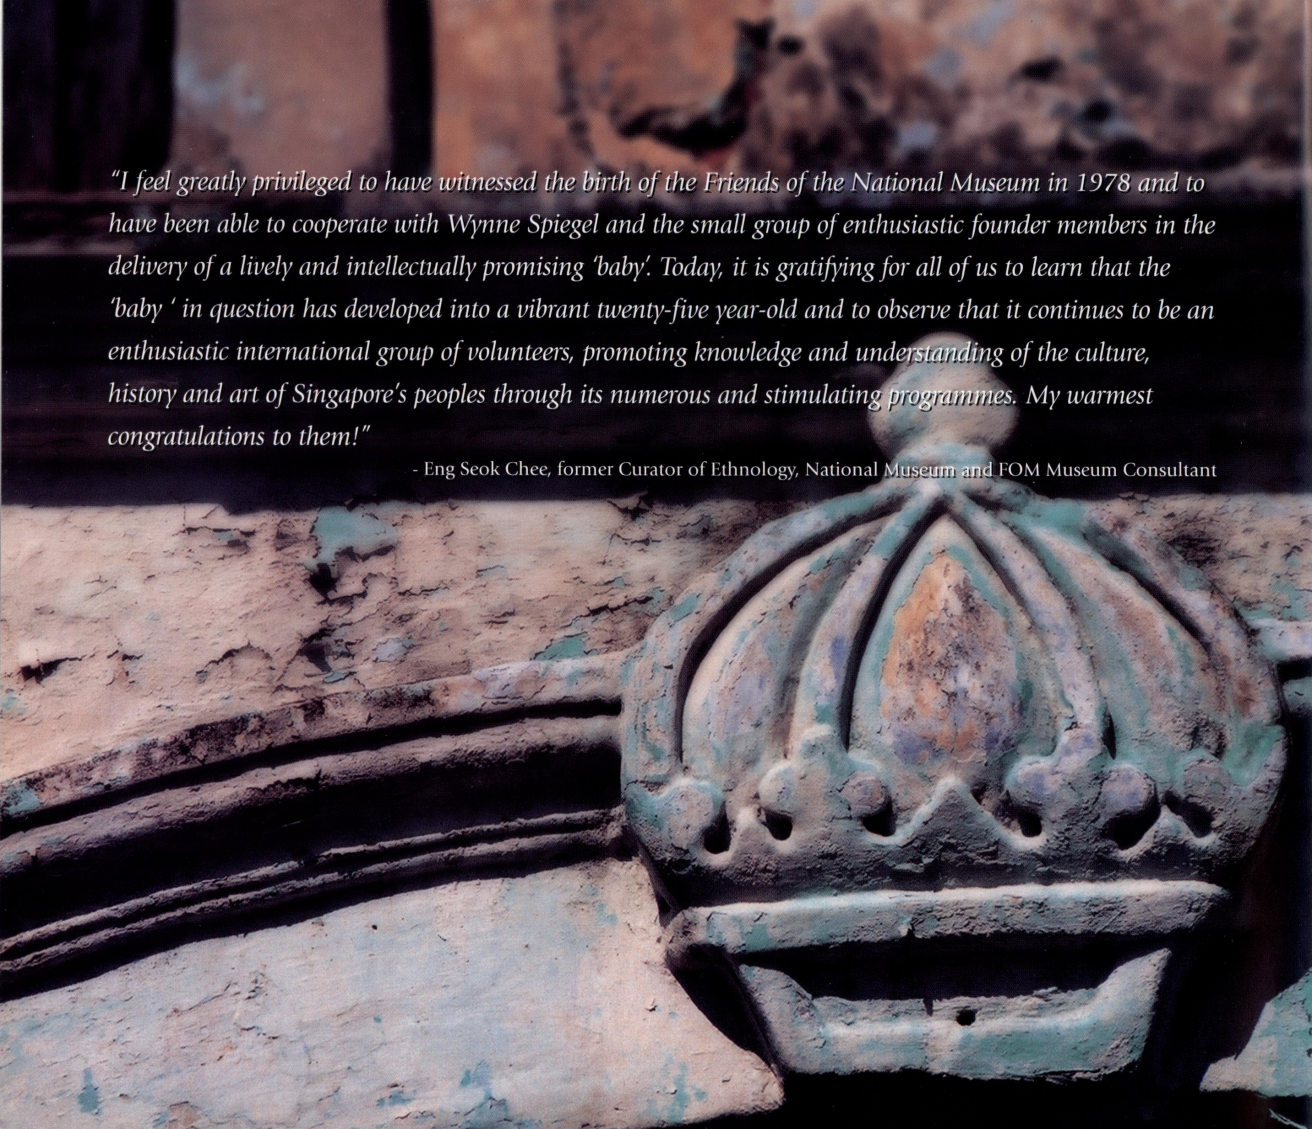 “I feel greatly privileged to have witnessed the birth of the Friends of the National Museum in 1978 and to
have been able to cooperate with Wynne Spiegel and the small group of enthusiastic founder members in the
delivery of a lively and intellectually promising ‘baby’. Today, it is gratifying for all of us to learn that the
‘baby ‘ in question has developed into a vibrant twenty-five year-old and to observe that it continues to be an
enthusiastic international group of volunteers, promoting knowledge and understanding of the culture,
history and art of Singapore’s peoples through its numerous and stimulating programmes. My warmest
congratulations to them!”
- Eng Seok Chee, former Curator of Ethnology, National Museum and FOM Museum Consultant